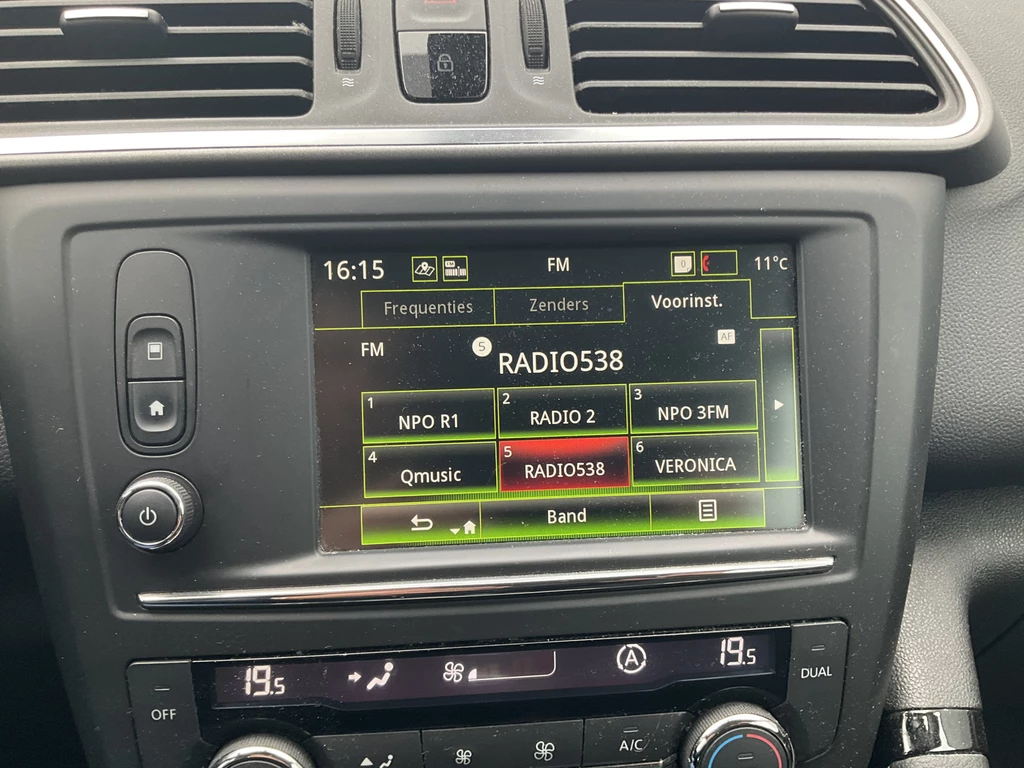 16:15 FM 0 11°C
Frequenties Zenders Voorinst.
FM 5 RADIO538 AF
1 NPO R1 2 RADIO 2 3 NPO 3FM
4 Qmusic 5 RADIO538 6 VERONICA
Band
19.5 A 19.5
OFF DUAL
A/C